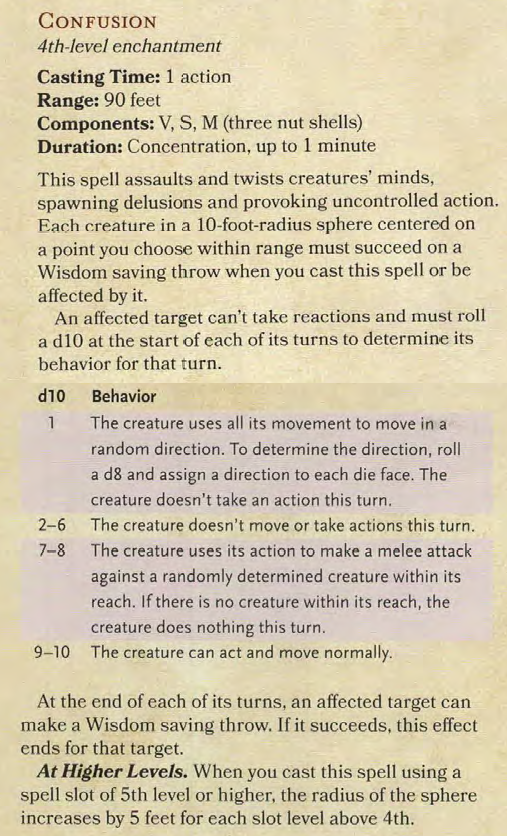 CONFUSION
4th-level enchantment
Casting Time: 1 action
Range: 90 feet
Components: V, S, M (three nut shells)
Duration: Concentration, up to 1 minute
This spell assaults and twists creatures' minds,
spawning delusions and provoking uncontrolled action.
Each creature in a 10-foot-radius sphere centered on
a point you choose within range must succeed on a
Wisdom saving throw when you cast this spell or be
affected by it.
An affected target can't take reactions and must roll
a d10 at the start of each of its turns to determine its
behavior for that turn.
d10 Behavior
1 The creature uses all its movement to move in a
random direction. To determine the direction, roll
a d8 and assign a direction to each die face. The
creature doesn't take an action this turn.
2–6 The creature doesn't move or take actions this turn.
7–8 The creature uses its action to make a melee attack
against a randomly determined creature within its
reach. If there is no creature within its reach, the
creature does nothing this turn.
9–10 The creature can act and move normally.
At the end of each of its turns, an affected target can
make a Wisdom saving throw. If it succeeds, this effect
ends for that target.
At Higher Levels. When you cast this spell using a
spell slot of 5th level or higher, the radius of the sphere
increases by 5 feet for each slot level above 4th.